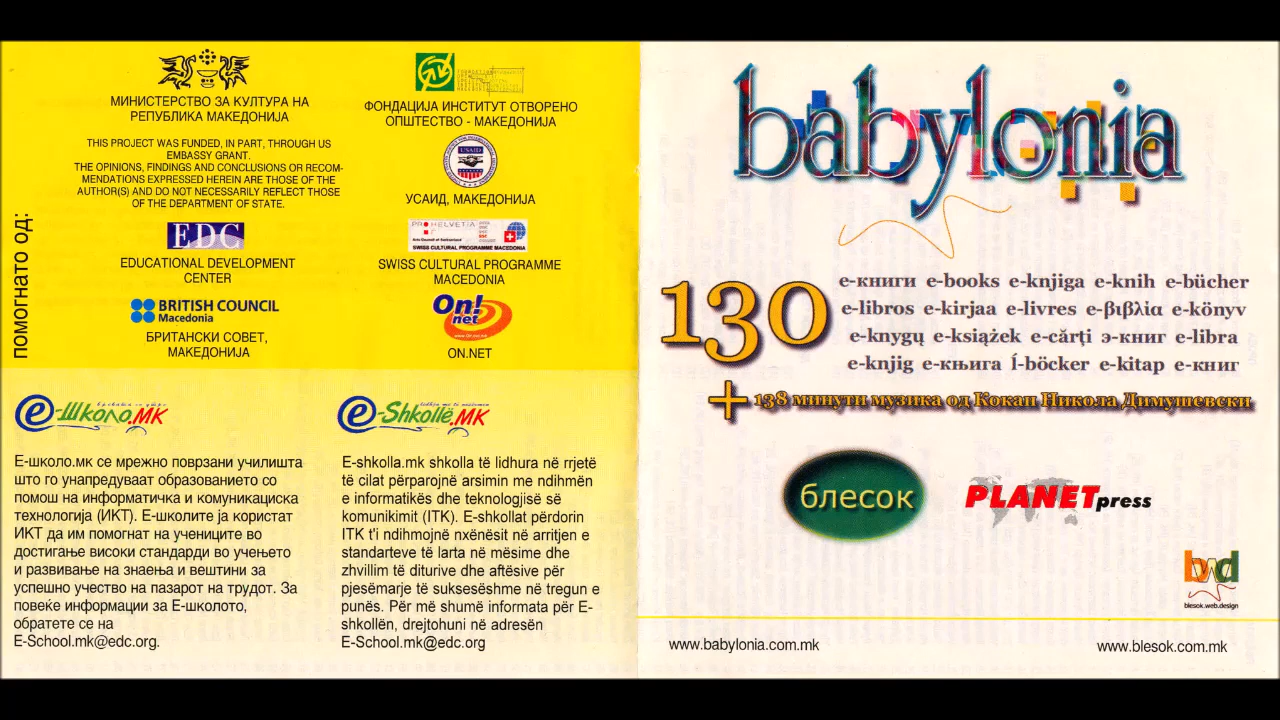 ПОМОГНАТО ОД:
МИНИСТЕРСТВО ЗА КУЛТУРА НА
РЕПУБЛИКА МАКЕДОНИЈА
THIS PROJECT WAS FUNDED, IN PART, THROUGH US
EMBASSY GRANT.
THE OPINIONS, FINDINGS AND CONCLUSIONS OR RECOM-
MENDATIONS EXPRESSED HEREIN ARE THOSE OF THE
AUTHOR(S) AND DO NOT NECESSARILY REFLECT THOSE
OF THE DEPARTMENT OF STATE.
EDC
EDUCATIONAL DEVELOPMENT
CENTER
BRITISH COUNCIL
Macedonia
БРИТАНСКИ СОВЕТ,
МАКЕДОНИЈА
ФОНДАЦИЈА ИНСТИТУТ ОТВОРЕНО
ОПШТЕСТВО - МАКЕДОНИЈА
USAID
УСАИД, МАКЕДОНИЈА
PRO HELVETIA
Arts Council of Switzerland
SWISS CULTURAL PROGRAMME MACEDONIA
SWISS CULTURAL PROGRAMME
MACEDONIA
On!
net
ON.NET
e-Школо.МК
Е-школо.мк се мрежно поврзани училишта
што го унапредуваат образованието со
помош на информатичка и комуникациска
технологија (ИКТ). Е-школите ја користат
ИКТ да им помогнат на учениците во
достигање високи стандарди во учењето
и развивање на знаења и вештини за
успешно учество на пазарот на трудот. За
повеќе информации за Е-школото,
обратете се на
E-School.mk@edc.org.
e-Shkollë.MK
E-shkolla.mk shkolla të lidhura në rrjetë
të cilat përparojnë arsimin me ndihmën
e informatikës dhe teknologjisë së
komunikimit (ITK). E-shkollat përdorin
ITK t'i ndihmojnë nxënësit në arritjen e
standarteve të larta në mësime dhe
zhvillim të diturive dhe aftësive për
pjesëmarje të suksesëshme në tregun e
punës. Për më shumë informata për E-
shkollën, drejtohuni në adresën
E-School.mk@edc.org
babylonia
130
е-книги e-books e-knjiga e-knih e-bücher
e-libros e-kirjaa e-livres e-βιβλία e-könyv
e-knygų e-książek e-cărţi э-книг e-libra
e-knjig е-књига Í-böcker e-kitap е-книг
+ 138 минути музика од Кокан Никола Димушевски
блесок
PLANETpress
bwd
blesok.web.design
www.babylonia.com.mk
www.blesok.com.mk